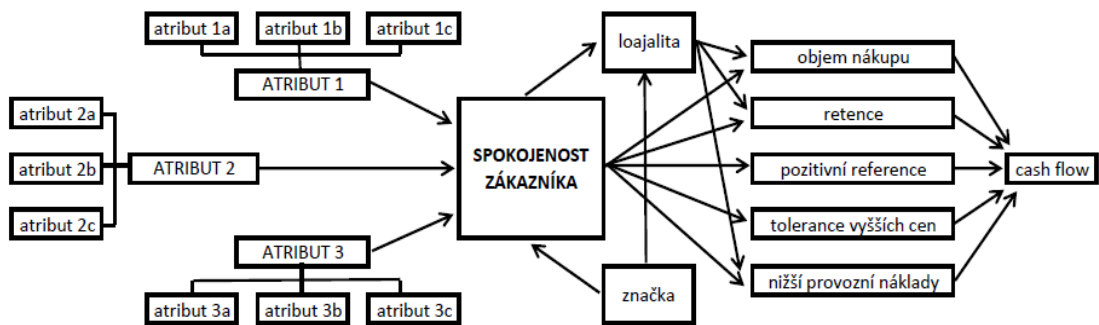 atribut 1a
atribut 1b
atribut 1c
ATRIBUT 1
atribut 2a
atribut 2b
atribut 2c
ATRIBUT 2
ATRIBUT 3
atribut 3a
atribut 3b
atribut 3c
SPOKOJENOST
ZÁKAZNÍKA
loajalita
značka
objem nákupu
retence
pozitivní reference
tolerance vyšších cen
nižší provozní náklady
cash flow